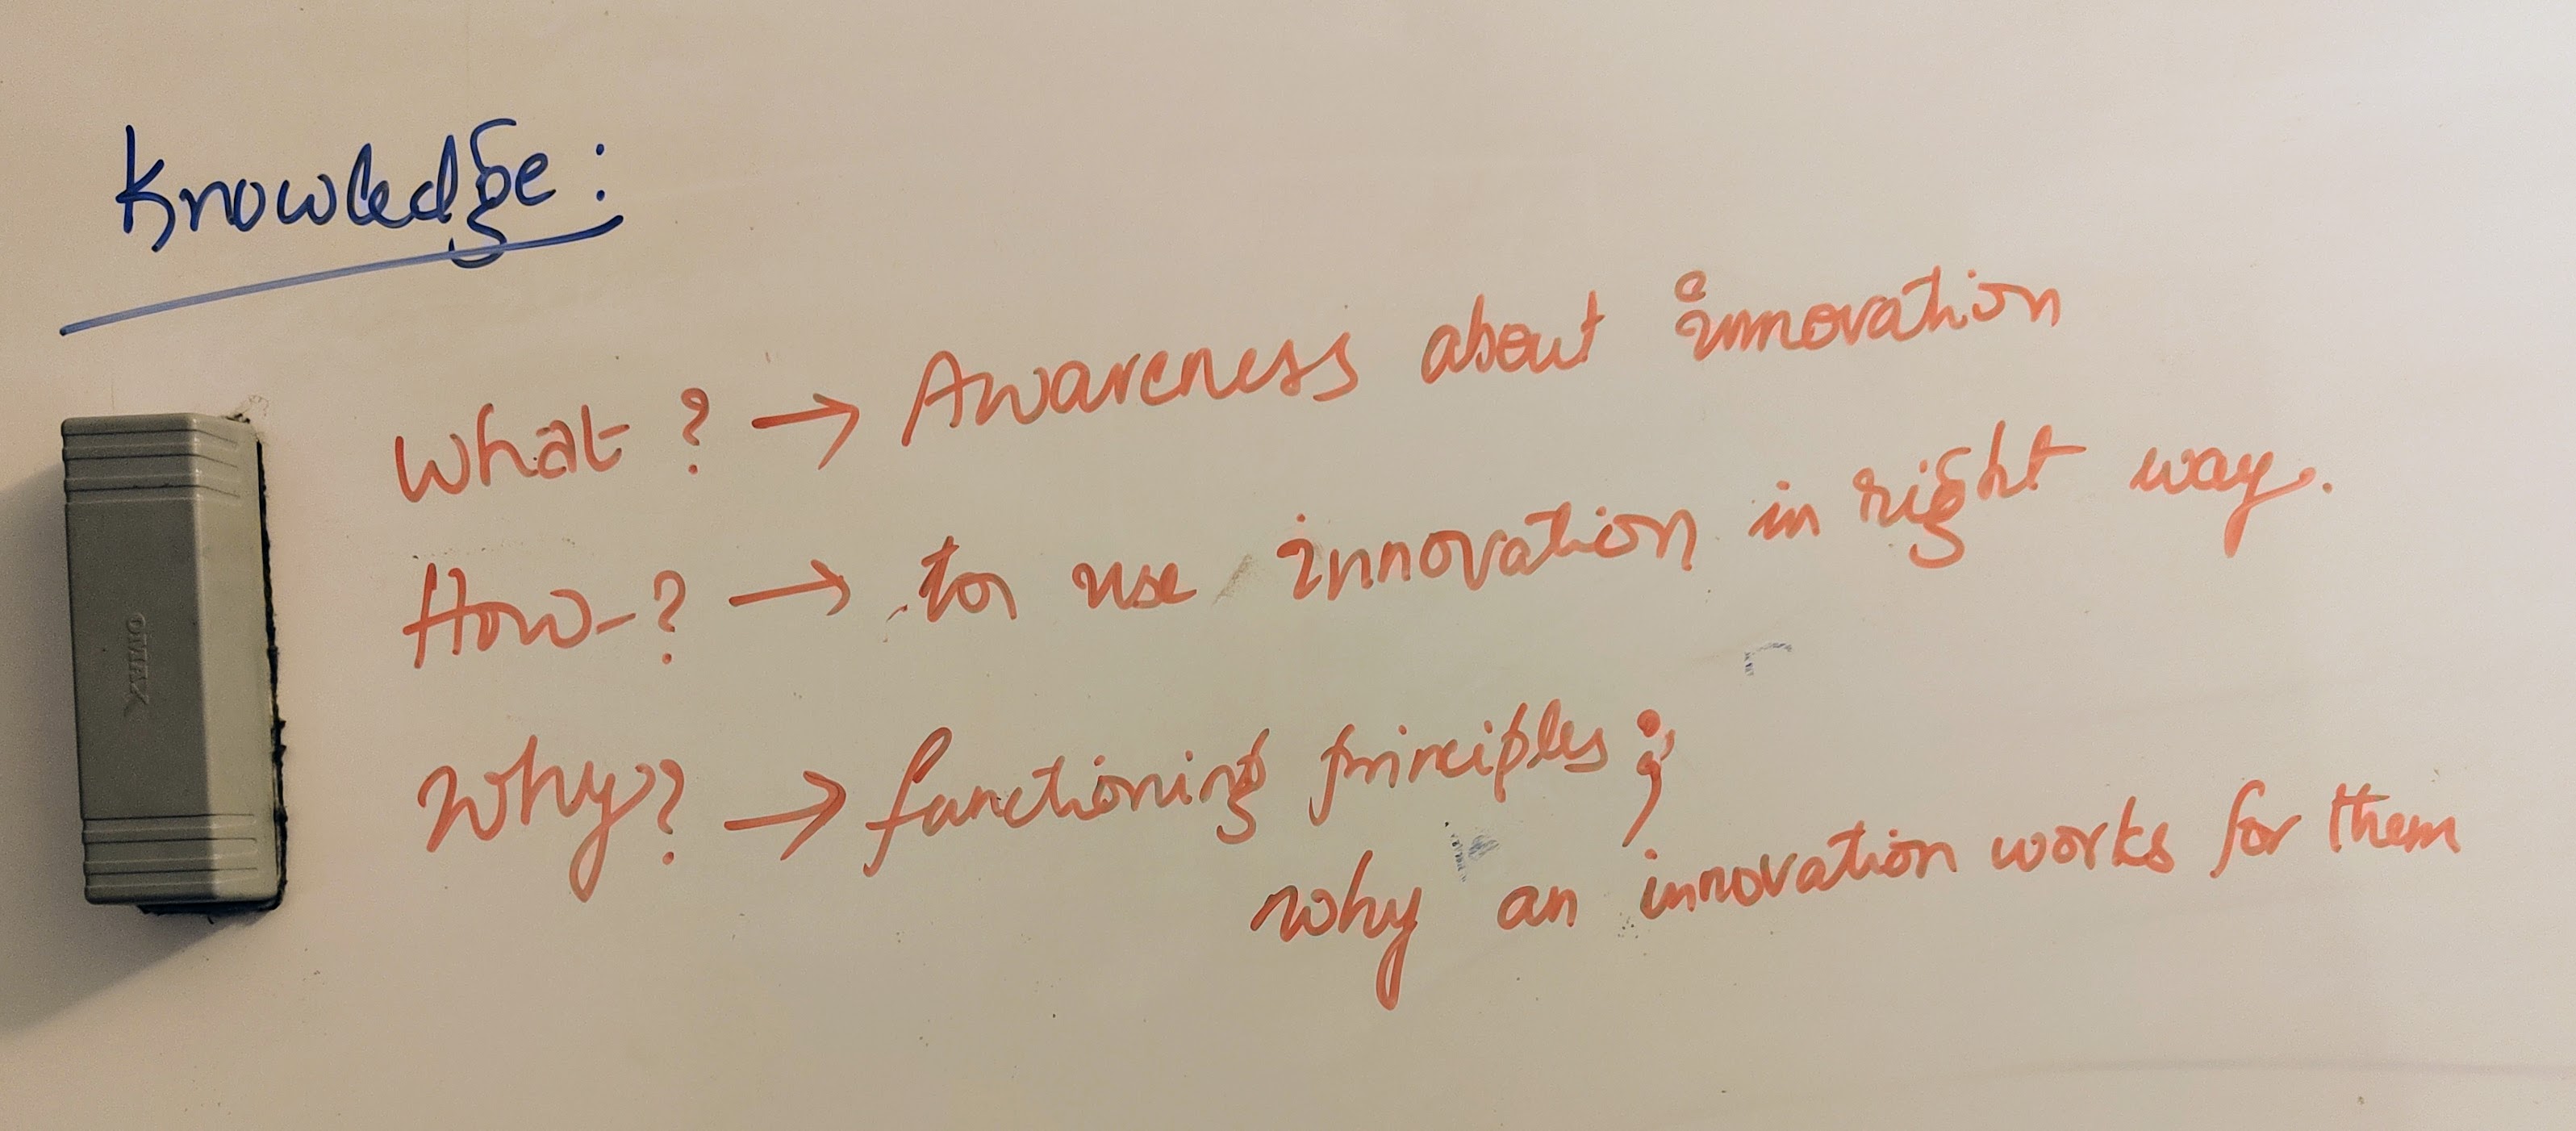 Knowledge:
What ? → Awareness about innovation
How-? → to use innovation in right way.
Why? → functioning principles;
why an innovation works for them